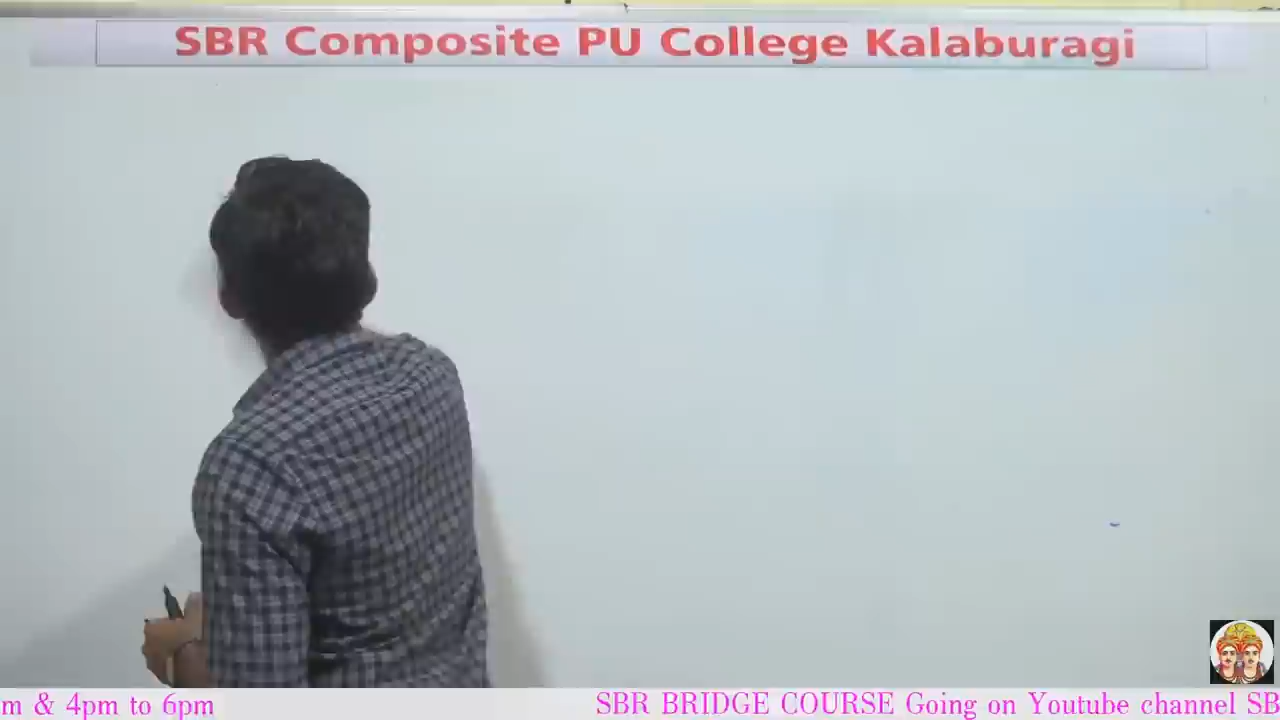 SBR Composite PU College Kalaburagi
m & 4pm to 6pm SBR BRIDGE COURSE Going on Youtube channel SB